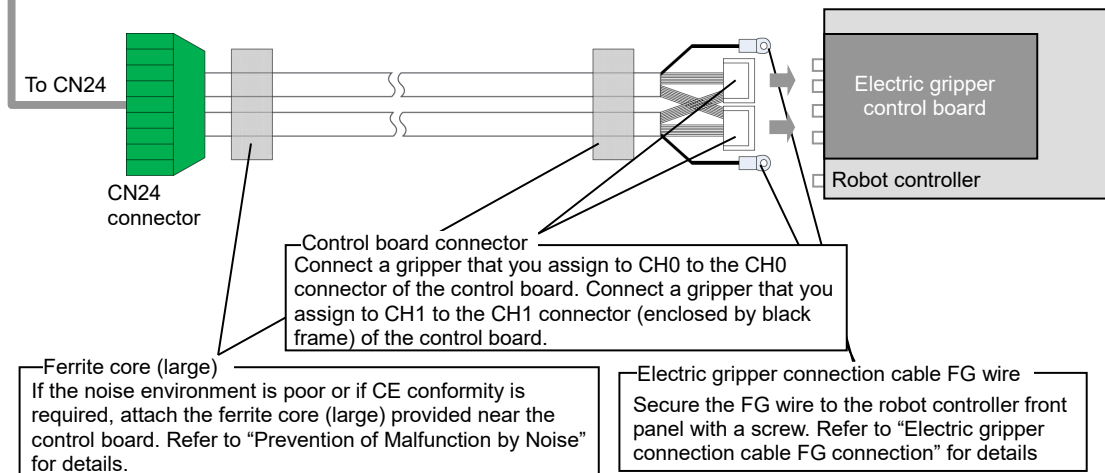 To CN24
CN24
connector
Electric gripper
control board
Robot controller
Control board connector
Connect a gripper that you assign to CH0 to the CH0
connector of the control board. Connect a gripper that you
assign to CH1 to the CH1 connector (enclosed by black
frame) of the control board.
Ferrite core (large)
If the noise environment is poor or if CE conformity is
required, attach the ferrite core (large) provided near the
control board. Refer to “Prevention of Malfunction by Noise”
for details.
Electric gripper connection cable FG wire
Secure the FG wire to the robot controller front
panel with a screw. Refer to “Electric gripper
connection cable FG connection” for details